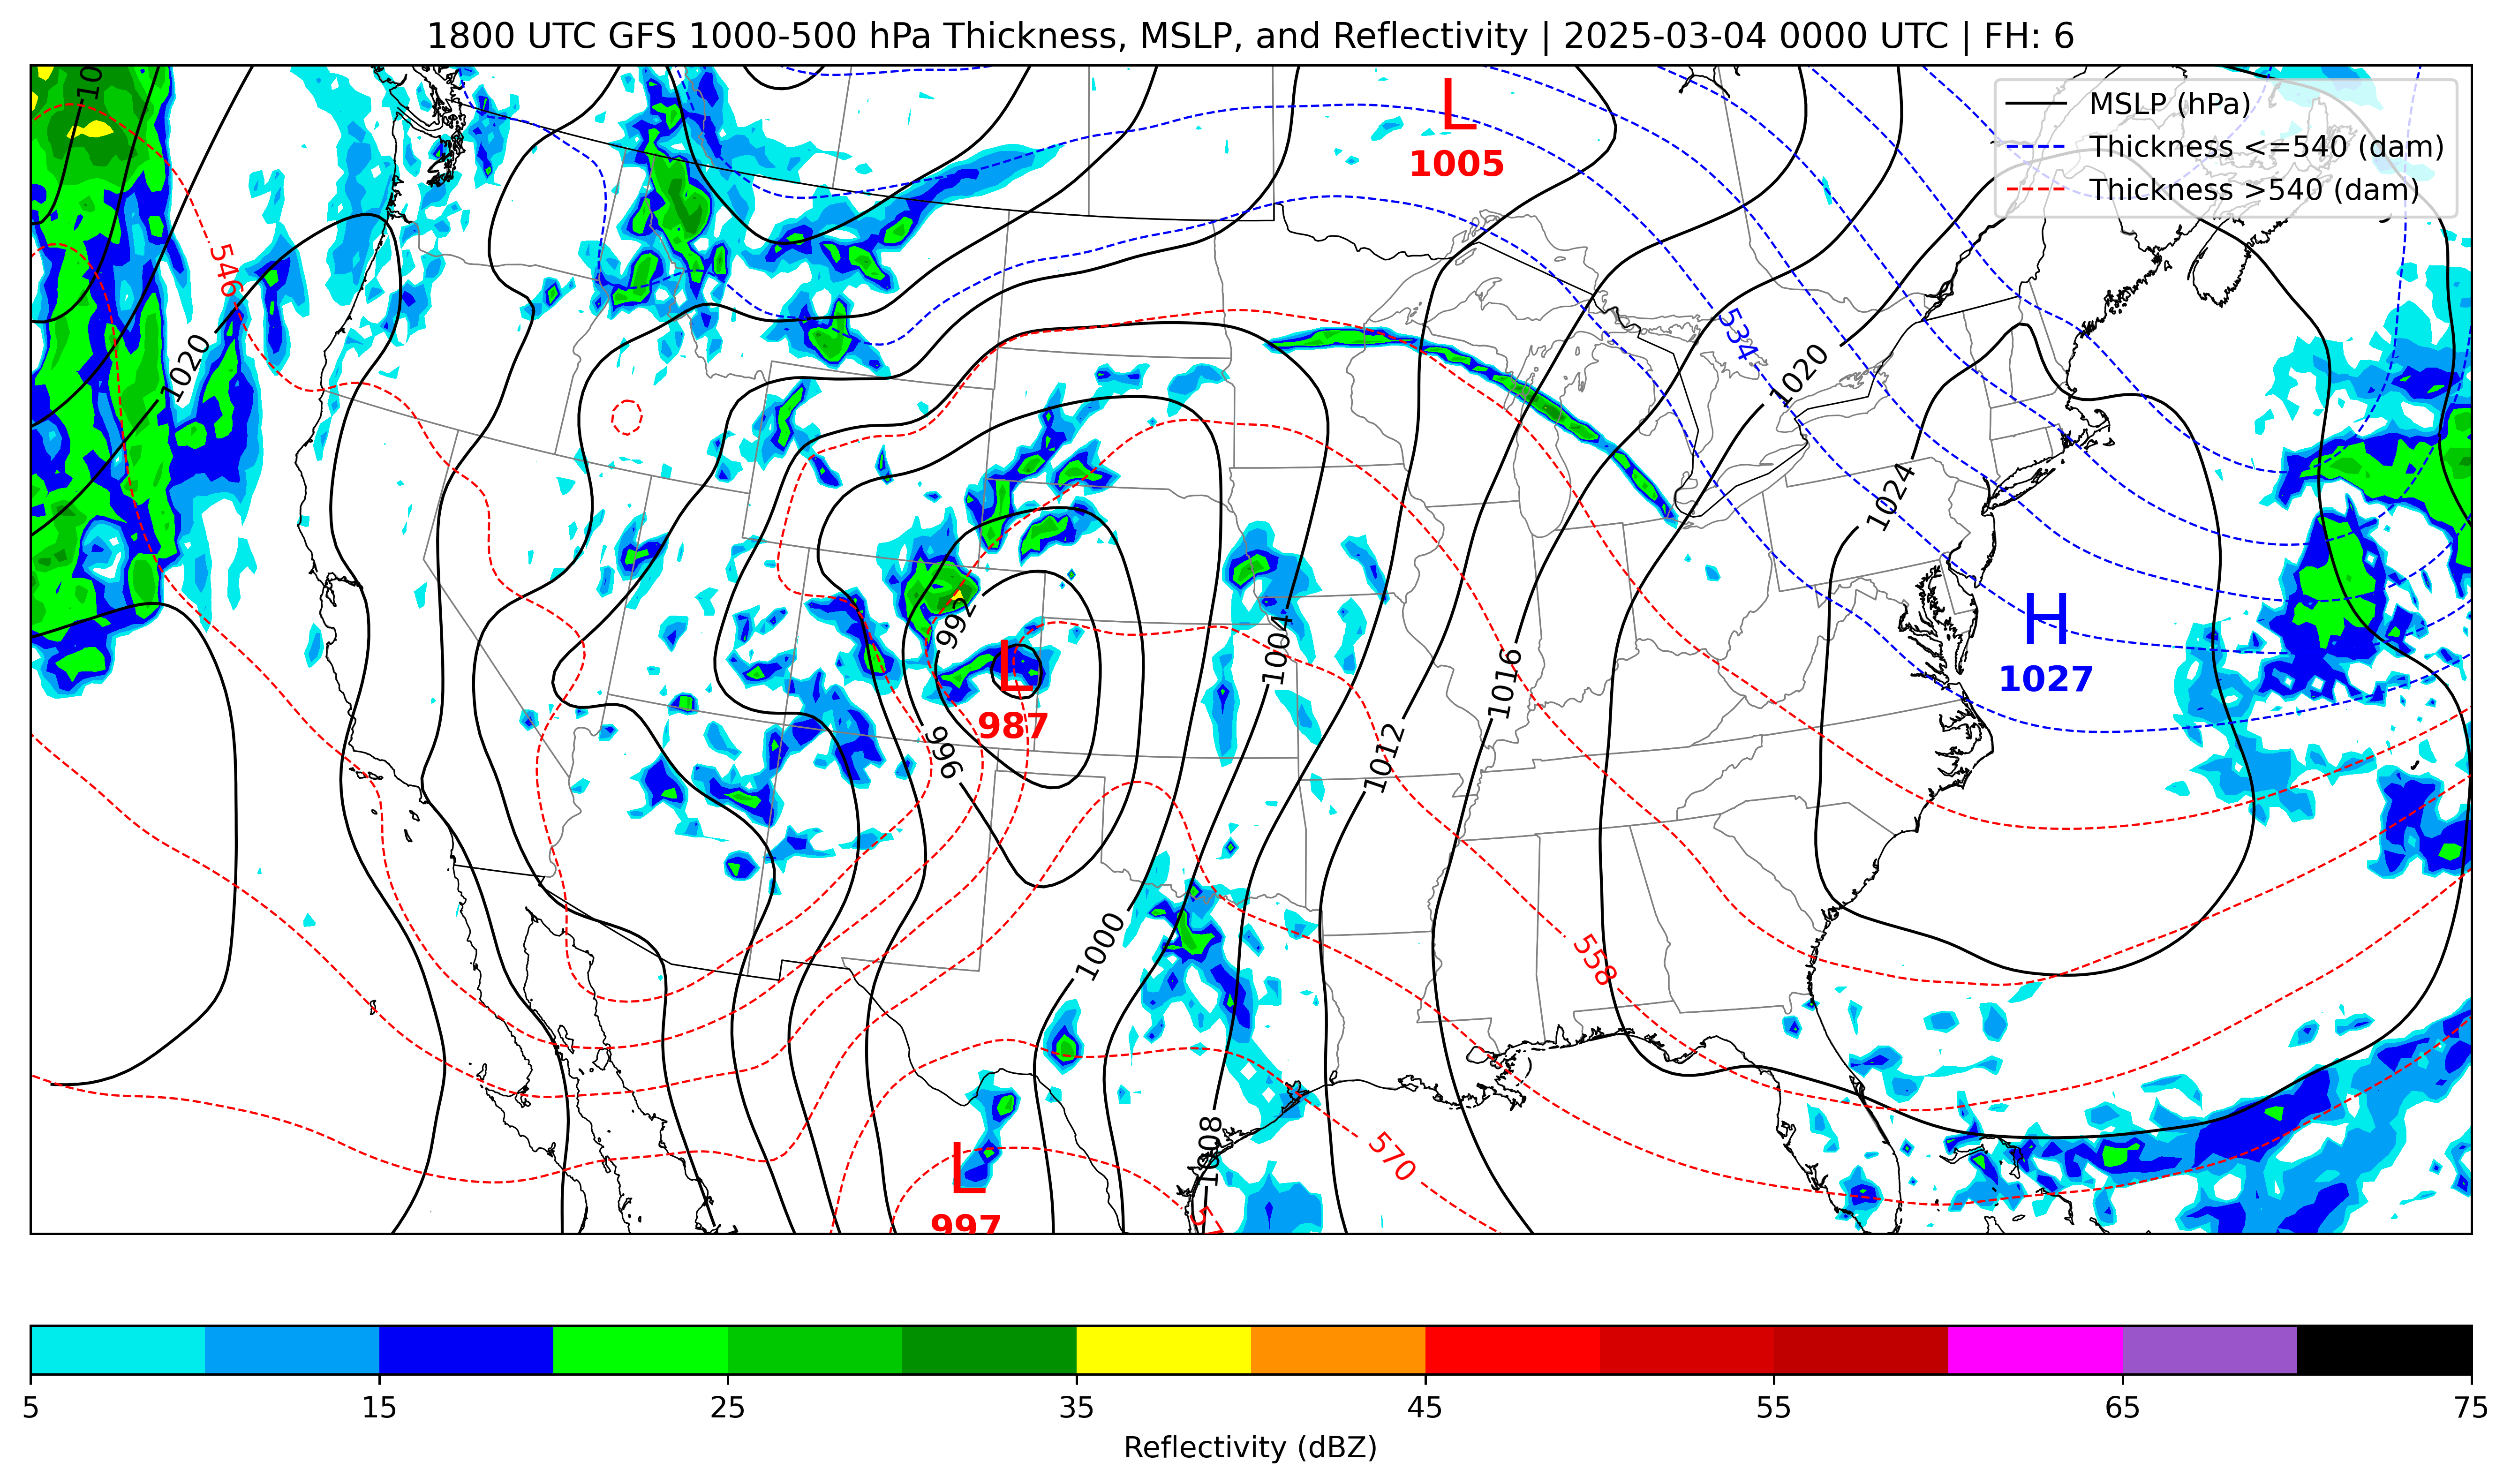 1800 UTC GFS 1000-500 hPa Thickness, MSLP, and Reflectivity | 2025-03-04 0000 UTC | FH: 6
MSLP (hPa)
Thickness <=540 (dam)
Thickness >540 (dam)
L
1005
546
534
1020
1020
1024
H
1027
992
L
987
996
1004
1016
1012
1000
558
1008
570
L
997
5 15 25 35 45 55 65 75
Reflectivity (dBZ)